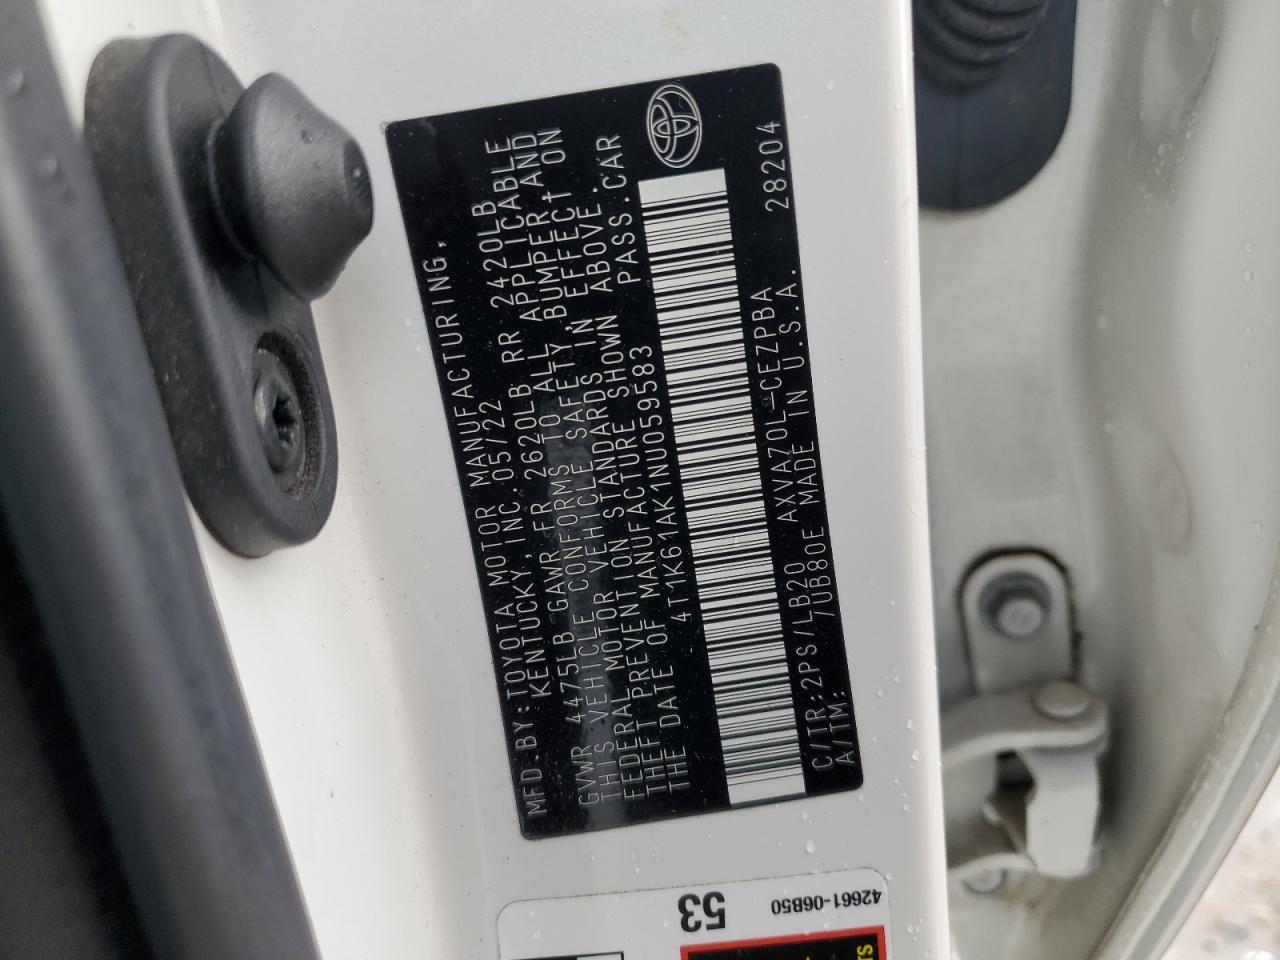 MFD.BY:TOYOTA MOTOR MANUFACTURING,
KENTUCKY, INC. 05/22
GVWR 4475LB GAWR FR 2620LB RR 2420LB
THIS VEHICLE CONFORMS TO ALL APPLICABLE
FEDERAL MOTOR VEHICLE SAFETY, BUMPER, AND
THEFT PREVENTION STANDARDS IN EFFECT ON
THE DATE OF MANUFACTURE SHOWN ABOVE.
4T1K61AK1NU059583 PASS.CAR
C/TR:2PS/LB20 AXVA70L-CEZPBA 28204
A/TM: /UB80E MADE IN U.S.A.
53
42661-06B50